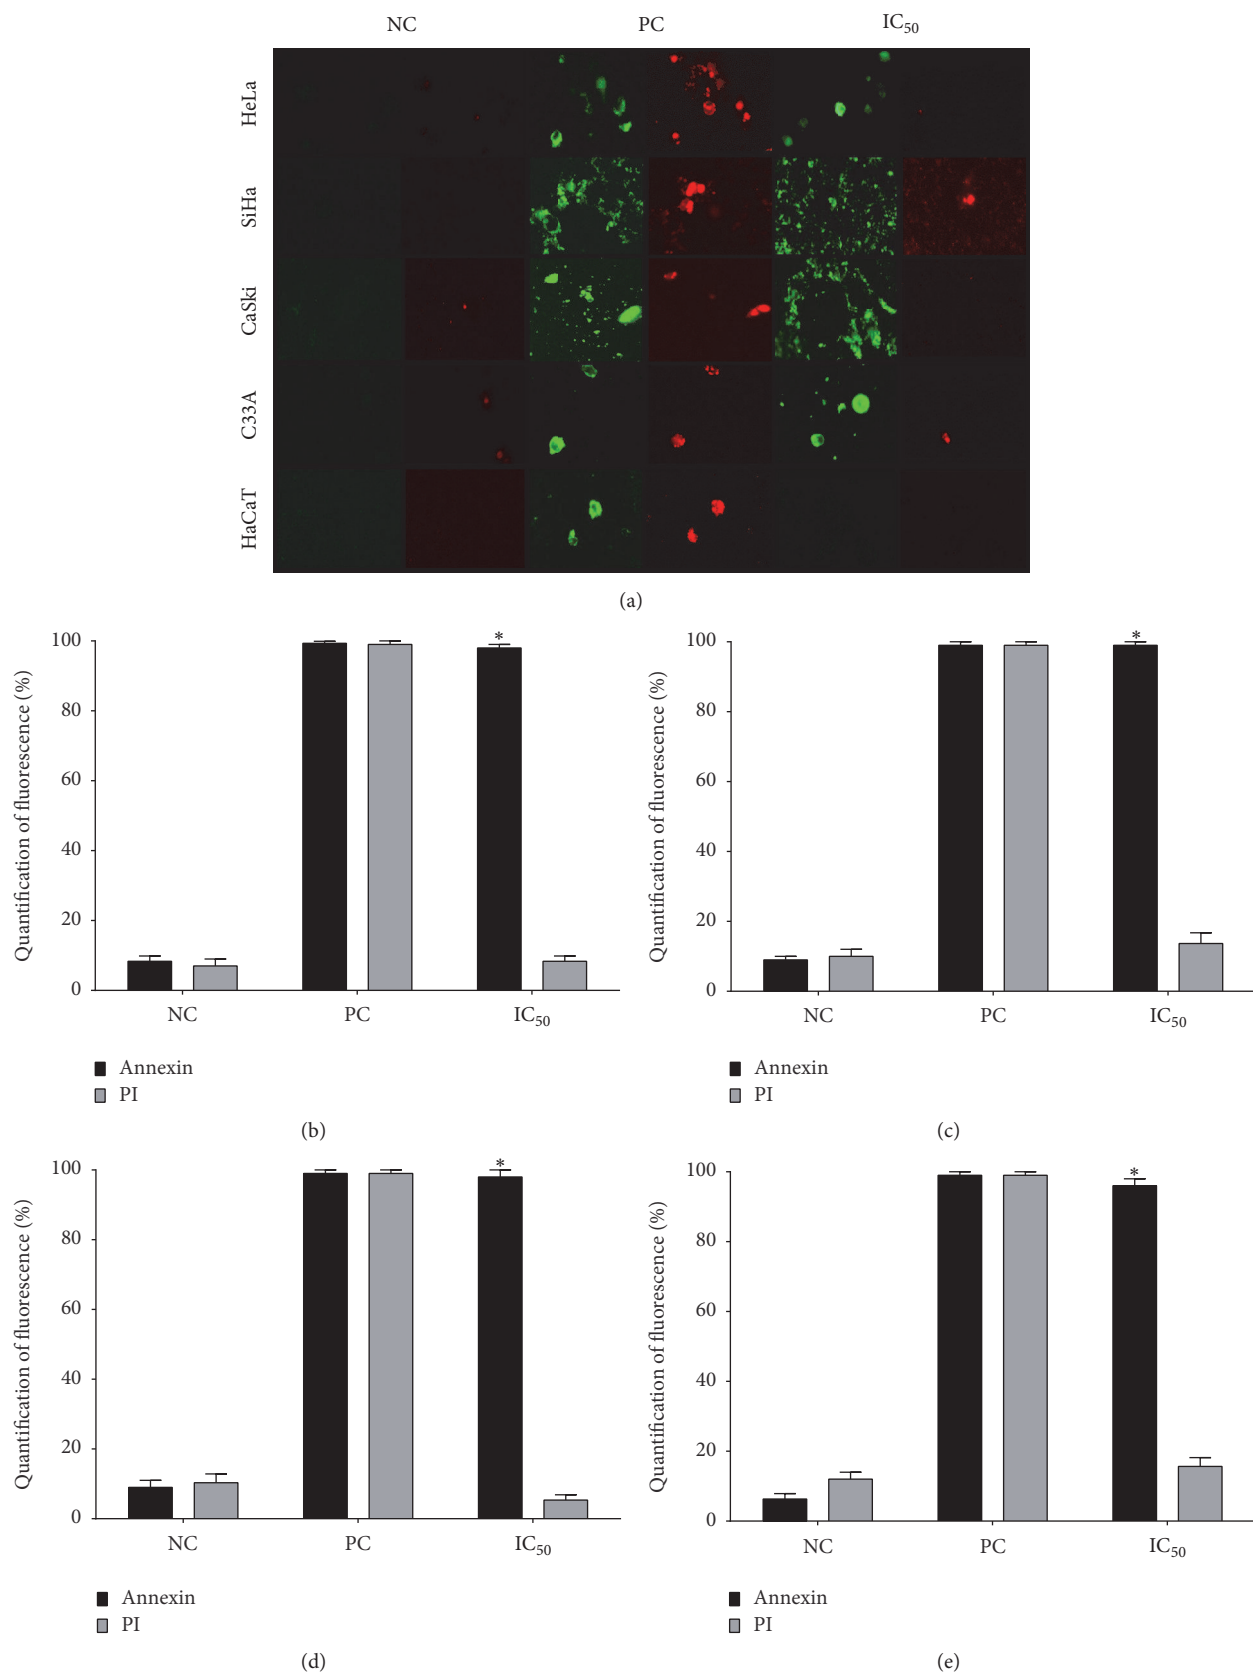 NC PC IC50
HeLa
SiHa
CaSki
C33A
HaCaT
(a)
Quantification of fluorescence (%)
100
80
60
40
20
0
*
NC PC IC50
Annexin
PI
(b)
Quantification of fluorescence (%)
100
80
60
40
20
0
*
NC PC IC50
Annexin
PI
(c)
Quantification of fluorescence (%)
100
80
60
40
20
0
*
NC PC IC50
Annexin
PI
(d)
Quantification of fluorescence (%)
100
80
60
40
20
0
*
NC PC IC50
Annexin
PI
(e)